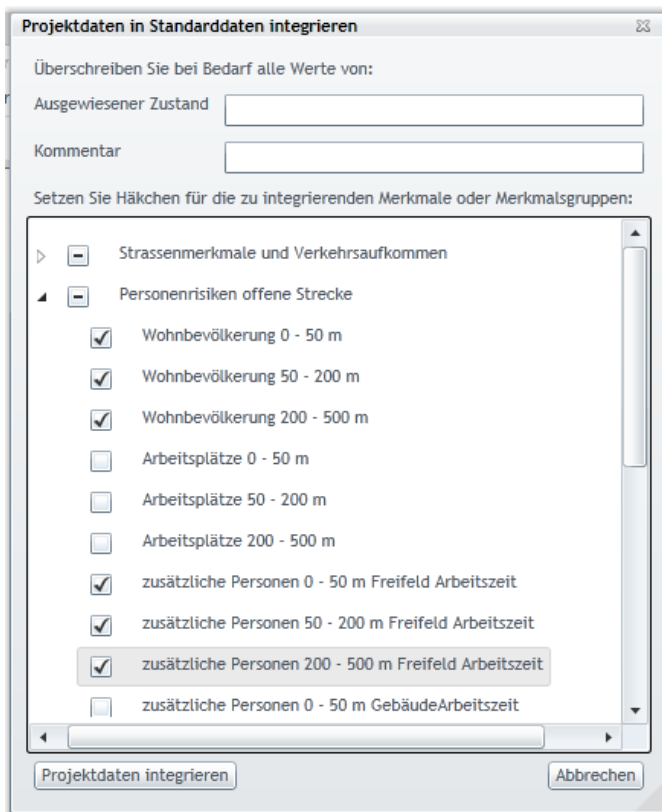 Projektdaten in Standarddaten integrieren
Überschreiben Sie bei Bedarf alle Werte von:
Ausgewiesener Zustand
Kommentar
Setzen Sie Häkchen für die zu integrierenden Merkmale oder Merkmalsgruppen:
Strassenmerkmale und Verkehrsaufkommen
Personenrisiken offene Strecke
Wohnbevölkerung 0 - 50 m
Wohnbevölkerung 50 - 200 m
Wohnbevölkerung 200 - 500 m
Arbeitsplätze 0 - 50 m
Arbeitsplätze 50 - 200 m
Arbeitsplätze 200 - 500 m
zusätzliche Personen 0 - 50 m Freifeld Arbeitszeit
zusätzliche Personen 50 - 200 m Freifeld Arbeitszeit
zusätzliche Personen 200 - 500 m Freifeld Arbeitszeit
zusätzliche Personen 0 - 50 m GebäudeArbeitszeit
Projektdaten integrieren
Abbrechen